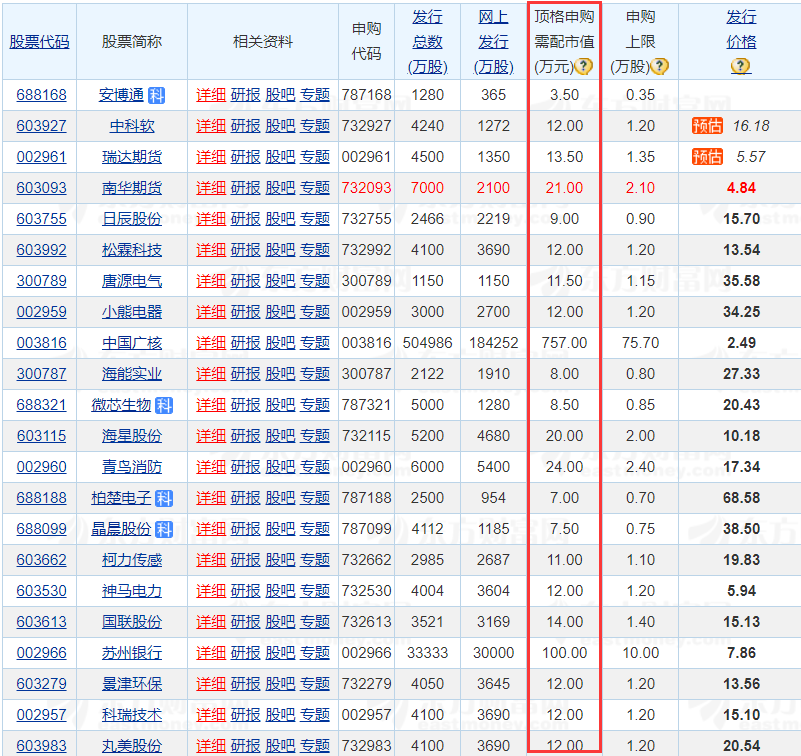 股票代码 股票简称 相关资料 申购代码 发行总数(万股) 网上发行(万股) 顶格申购需配市值(万元)? 申购上限(万股)? 发行价格?
688168 安博通 科 详细 研报 股吧 专题 787168 1280 365 3.50 0.35
603927 中科软 详细 研报 股吧 专题 732927 4240 1272 12.00 1.20 预估 16.18
002961 瑞达期货 详细 研报 股吧 专题 002961 4500 1350 13.50 1.35 预估 5.57
603093 南华期货 详细 研报 股吧 专题 732093 7000 2100 21.00 2.10 4.84
603755 日辰股份 详细 研报 股吧 专题 732755 2466 2219 9.00 0.90 15.70
603992 松霖科技 详细 研报 股吧 专题 732992 4100 3690 12.00 1.20 13.54
300789 唐源电气 详细 研报 股吧 专题 300789 1150 1150 11.50 1.15 35.58
002959 小熊电器 详细 研报 股吧 专题 002959 3000 2700 12.00 1.20 34.25
003816 中国广核 详细 研报 股吧 专题 003816 504986 184252 757.00 75.70 2.49
300787 海能实业 详细 研报 股吧 专题 300787 2122 1910 8.00 0.80 27.33
688321 微芯生物 科 详细 研报 股吧 专题 787321 5000 1280 8.50 0.85 20.43
603115 海星股份 详细 研报 股吧 专题 732115 5200 4680 20.00 2.00 10.18
002960 青鸟消防 详细 研报 股吧 专题 002960 6000 5400 24.00 2.40 17.34
688188 柏楚电子 科 详细 研报 股吧 专题 787188 2500 954 7.00 0.70 68.58
688099 晶晨股份 科 详细 研报 股吧 专题 787099 4112 1185 7.50 0.75 38.50
603662 柯力传感 详细 研报 股吧 专题 732662 2985 2687 11.00 1.10 19.83
603530 神马电力 详细 研报 股吧 专题 732530 4004 3604 12.00 1.20 5.94
603613 国联股份 详细 研报 股吧 专题 732613 3521 3169 14.00 1.40 15.13
002966 苏州银行 详细 研报 股吧 专题 002966 33333 30000 100.00 10.00 7.86
603279 景津环保 详细 研报 股吧 专题 732279 4050 3645 12.00 1.20 13.56
002957 科瑞技术 详细 研报 股吧 专题 002957 4100 3690 12.00 1.20 15.10
603983 丸美股份 详细 研报 股吧 专题 732983 4100 3690 12.00 1.20 20.54